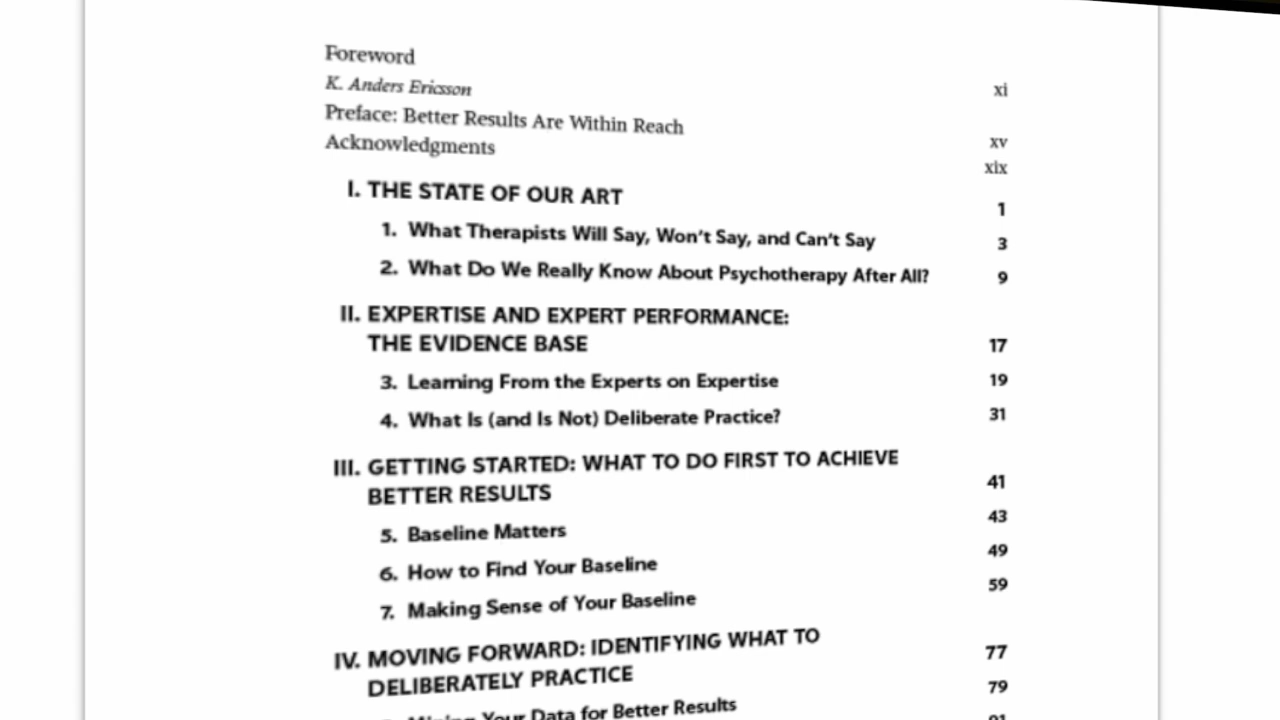 Foreword
K. Anders Ericsson xi
Preface: Better Results Are Within Reach xv
Acknowledgments xix
I. THE STATE OF OUR ART 1
1. What Therapists Will Say, Won't Say, and Can't Say 3
2. What Do We Really Know About Psychotherapy After All? 9
II. EXPERTISE AND EXPERT PERFORMANCE:
THE EVIDENCE BASE 17
3. Learning From the Experts on Expertise 19
4. What Is (and Is Not) Deliberate Practice? 31
III. GETTING STARTED: WHAT TO DO FIRST TO ACHIEVE
BETTER RESULTS 41
5. Baseline Matters 43
6. How to Find Your Baseline 49
7. Making Sense of Your Baseline 59
IV. MOVING FORWARD: IDENTIFYING WHAT TO
DELIBERATELY PRACTICE 77
Mining Your Data for Better Results 79